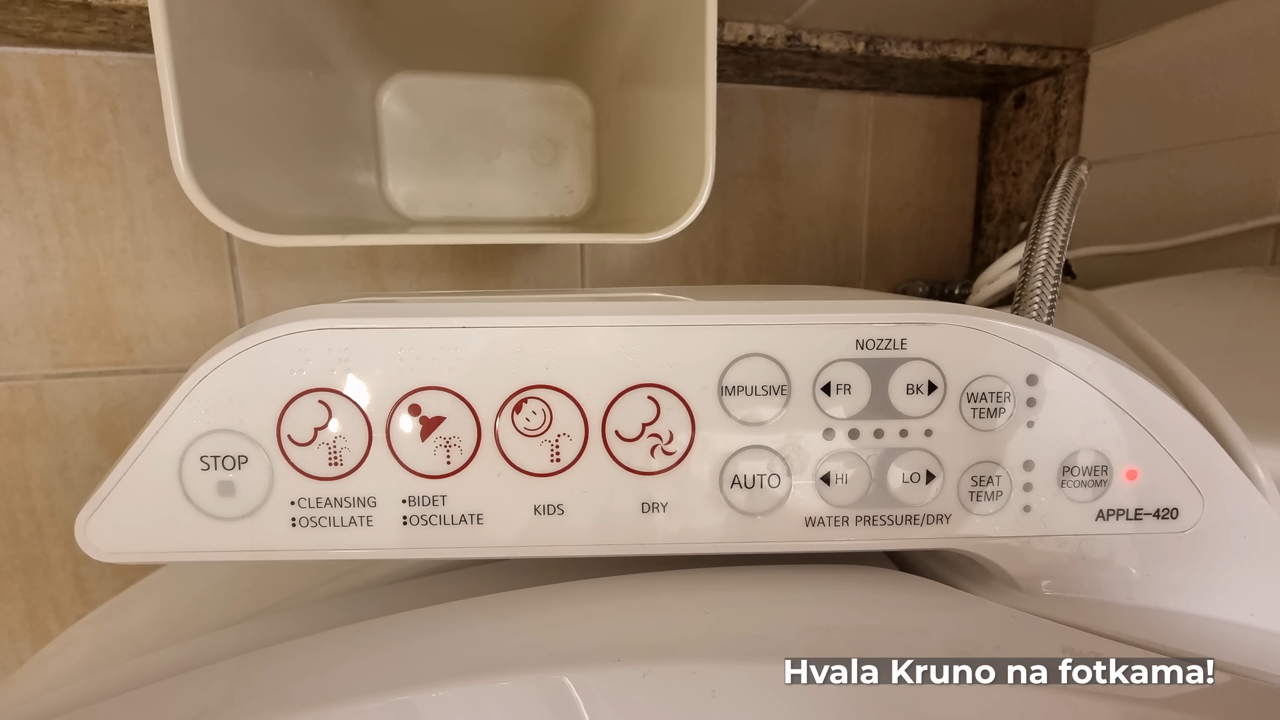 STOP
•CLEANSING
:OSCILLATE
•BIDET
:OSCILLATE
KIDS
DRY
IMPULSIVE
AUTO
NOZZLE
◀FR
BK▶
◀HI
LO▶
WATER PRESSURE/DRY
WATER
TEMP
SEAT
TEMP
POWER
ECONOMY
APPLE-420
Hvala Kruno na fotkama!